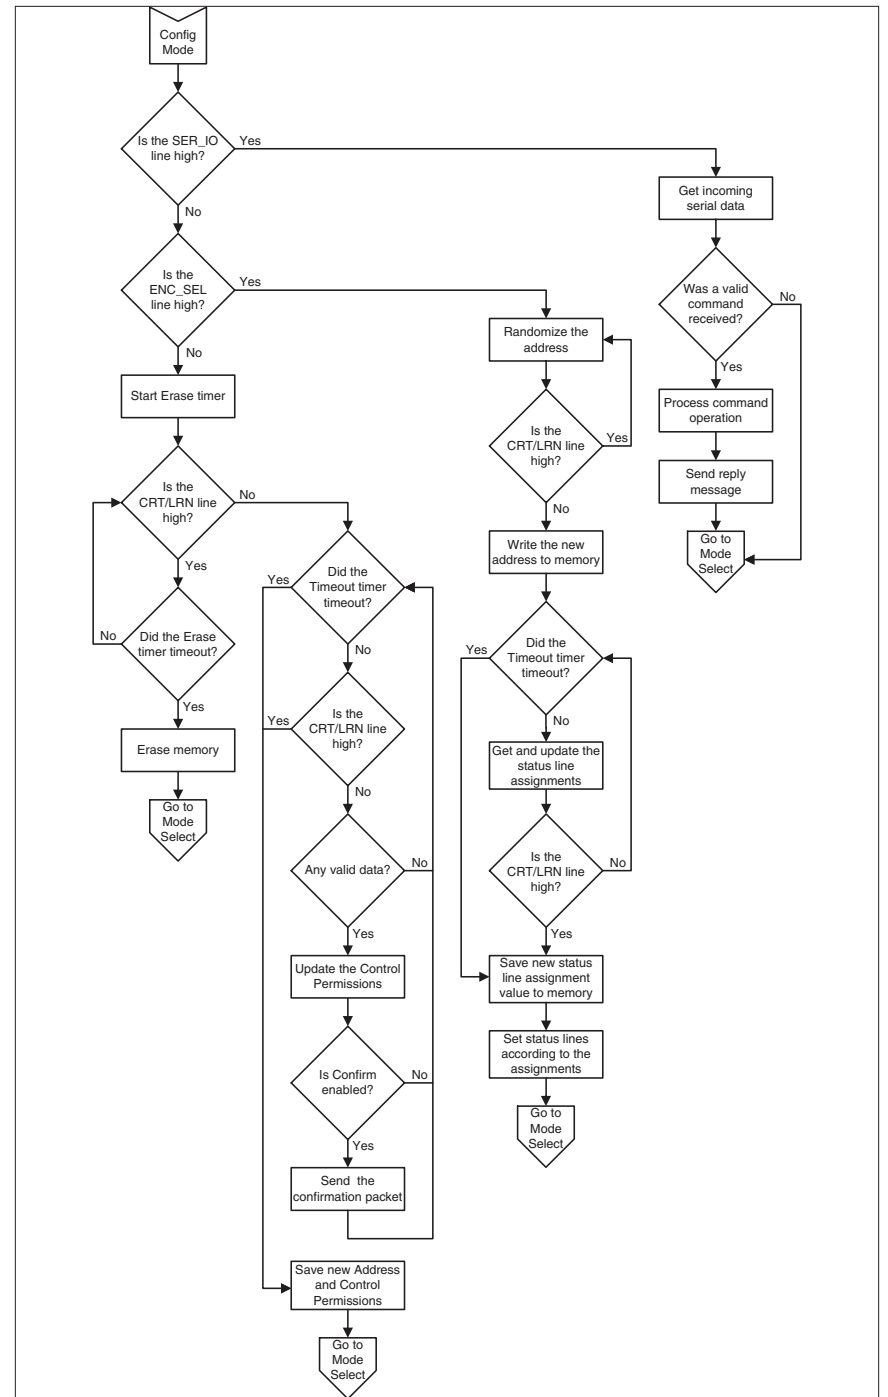 Config
Mode
Is the SER_IO
line high?
Yes
No
Is the
ENC_SEL
line high?
Yes
No
Start Erase timer
Is the
CRT/LRN line
high?
No
Yes
Did the Erase
timer timeout?
No
Yes
Erase memory
Go to
Mode
Select
Did the
Timeout timer
timeout?
Yes
No
Is the
CRT/LRN line
high?
Yes
No
Any valid data?
No
Yes
Update the Control
Permissions
Is Confirm
enabled?
No
Yes
Send the
confirmation packet
Save new Address
and Control
Permissions
Go to
Mode
Select
Randomize the
address
Is the
CRT/LRN line
high?
Yes
No
Write the new
address to memory
Did the
Timeout timer
timeout?
Yes
No
Get and update the
status line
assignments
Is the
CRT/LRN line
high?
No
Yes
Save new status
line assignment
value to memory
Set status lines
according to the
assignments
Go to
Mode
Select
Get incoming
serial data
Was a valid
command
received?
No
Yes
Process command
operation
Send reply
message
Go to
Mode
Select